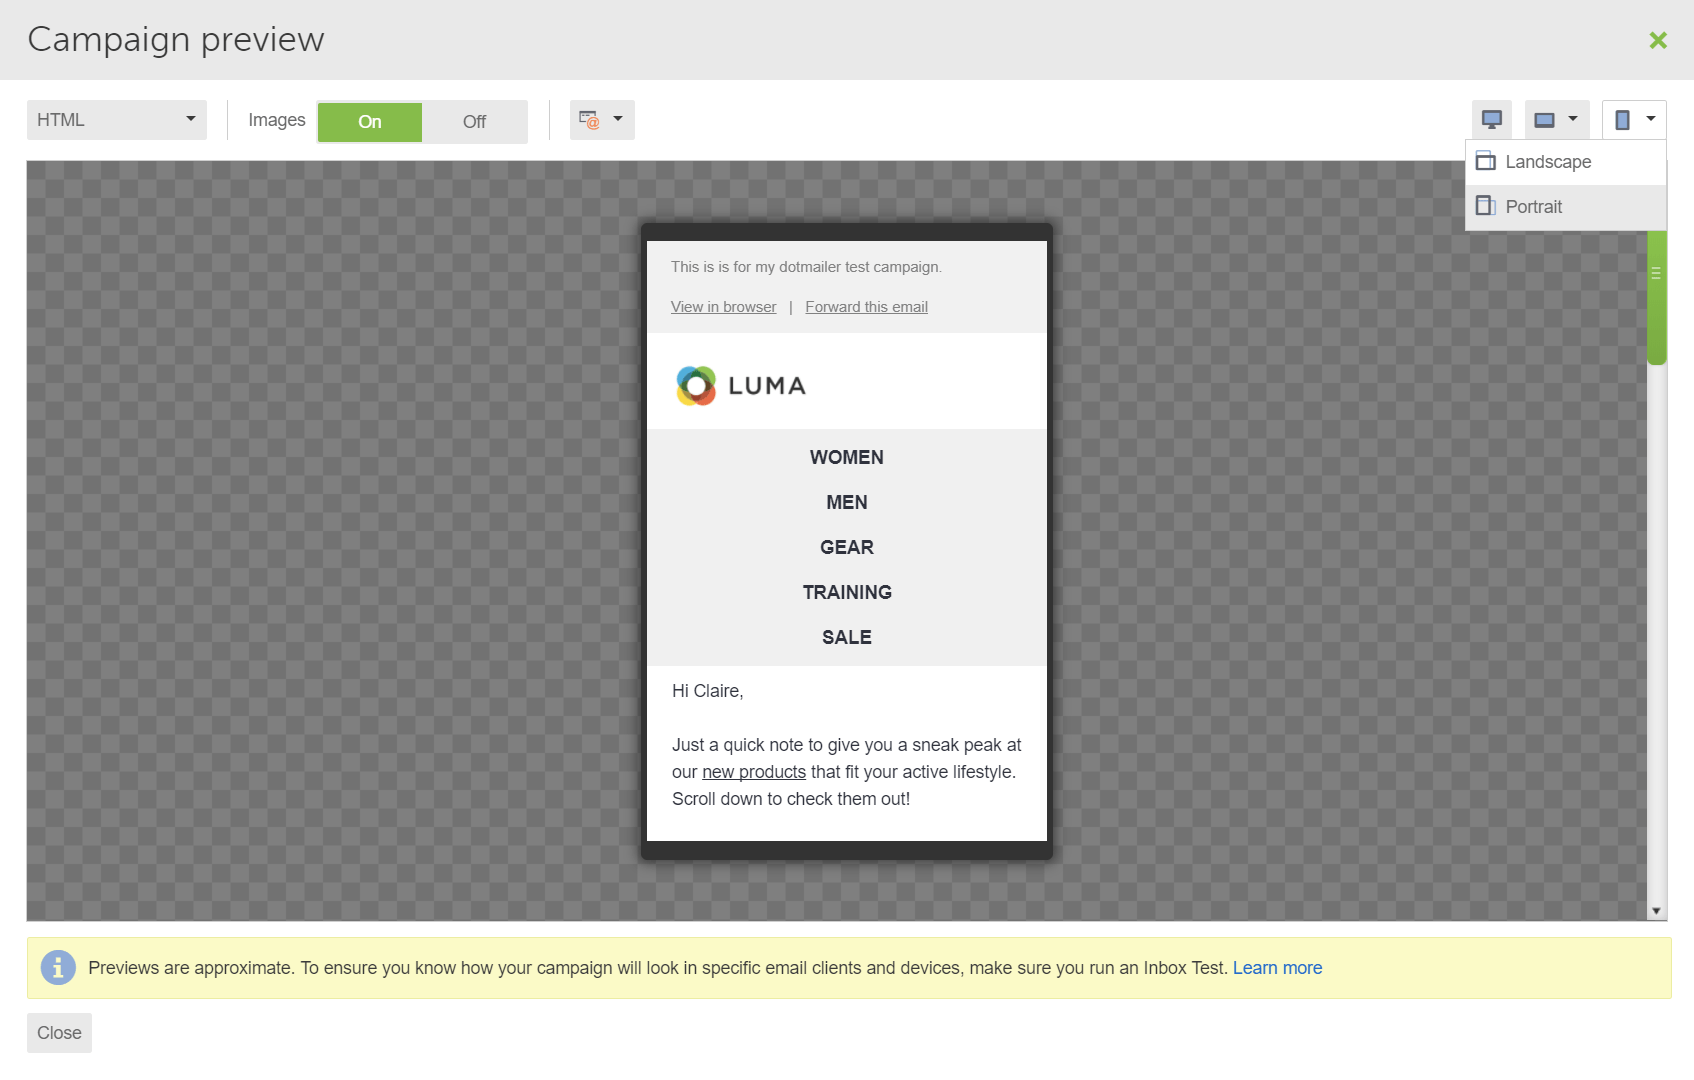 Campaign preview
HTML
Images
On
Off
Landscape
Portrait
This is is for my dotmailer test campaign.
View in browser | Forward this email
LUMA
WOMEN
MEN
GEAR
TRAINING
SALE
Hi Claire,
Just a quick note to give you a sneak peak at
our new products that fit your active lifestyle.
Scroll down to check them out!
Previews are approximate. To ensure you know how your campaign will look in specific email clients and devices, make sure you run an Inbox Test. Learn more
Close